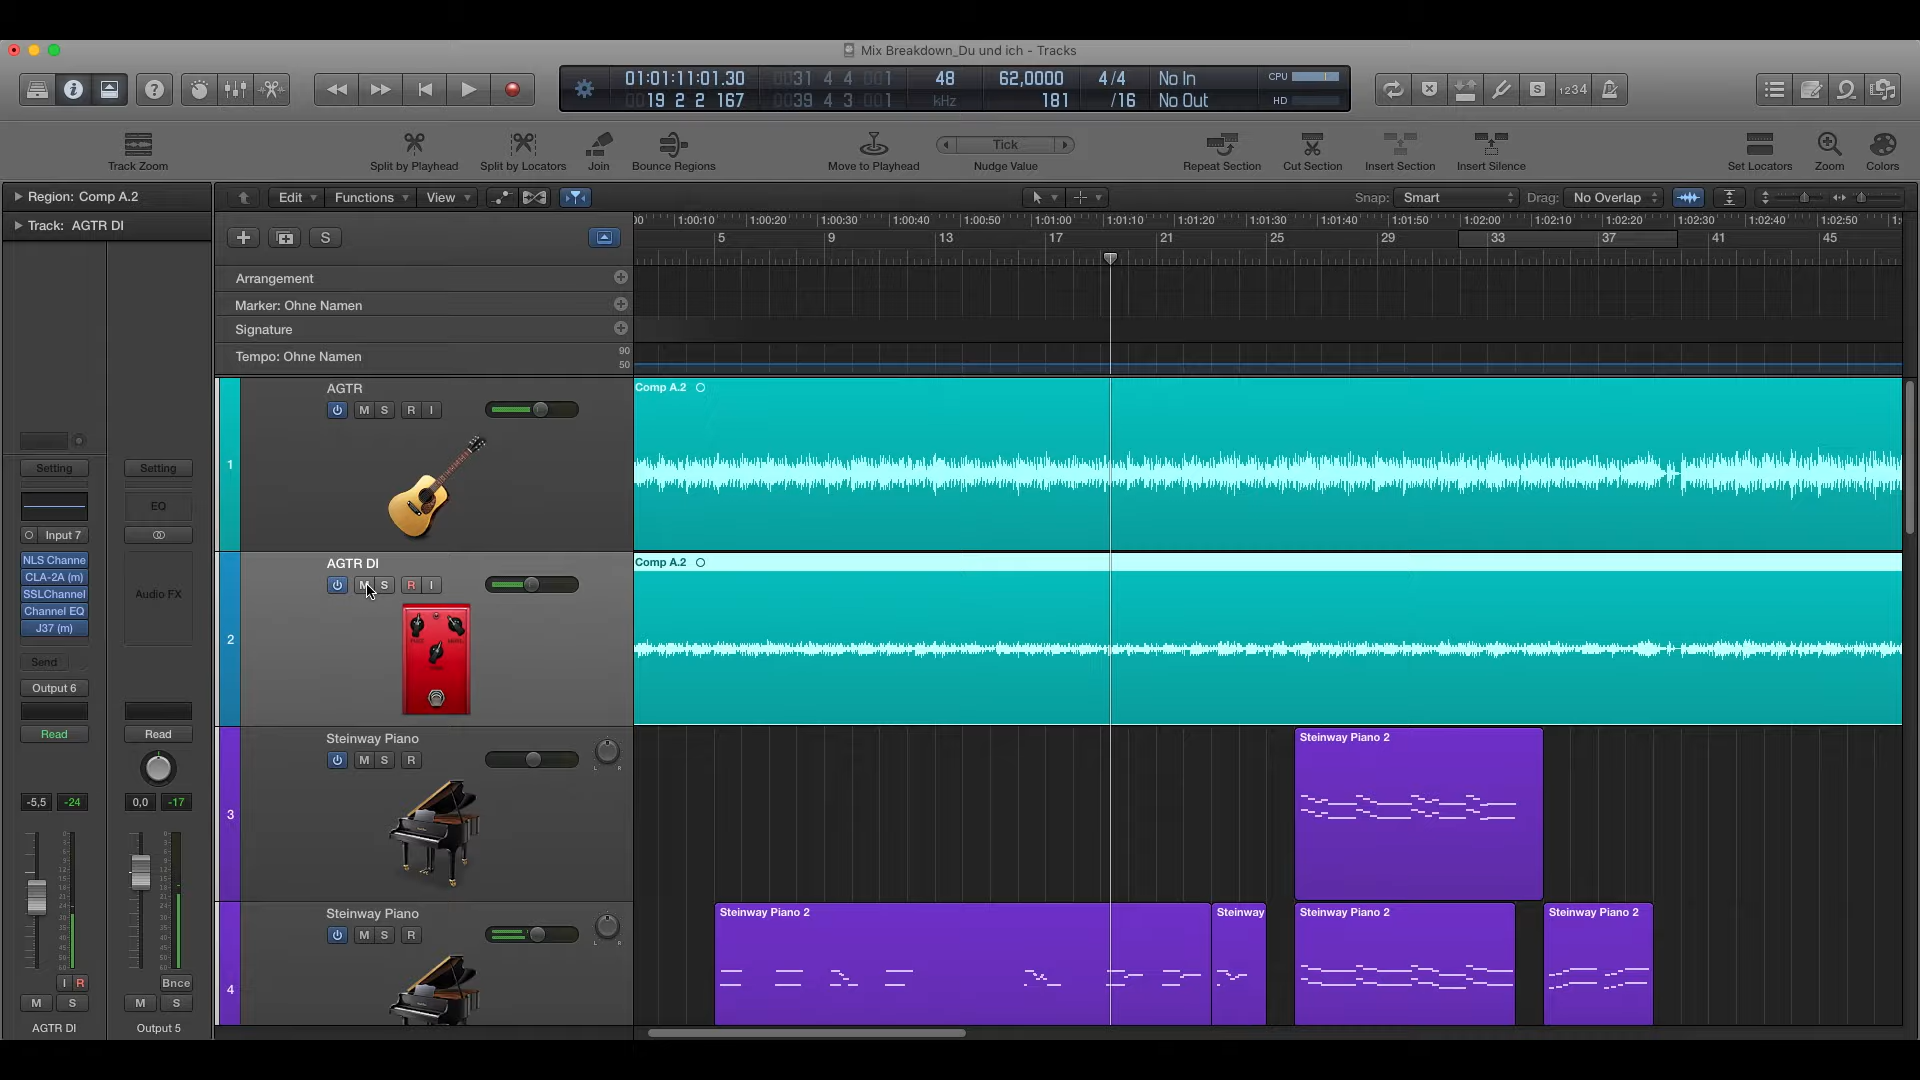 Mix Breakdown_Du und ich - Tracks
01:01:11:01.30 0031 4 4 001 48 62,0000 4/4 No In CPU
0019 2 2 167 0039 4 3 001 kHz 181 /16 No Out HD
1234
Tick
Track Zoom Split by Playhead Split by Locators Join Bounce Regions Move to Playhead Nudge Value Repeat Section Cut Section Insert Section Insert Silence Set Locators Zoom Colors
Region: Comp A.2
Edit Functions View Snap: Smart Drag: No Overlap
Track: AGTR DI
1:00:10 1:00:20 1:00:30 1:00:40 1:00:50 1:01:00 1:01:10 1:01:20 1:01:30 1:01:40 1:01:50 1:02:00 1:02:10 1:02:20 1:02:30 1:02:40 1:02:50
S 5 9 13 17 21 25 29 33 37 41 45
Arrangement
Marker: Ohne Namen
Signature
Tempo: Ohne Namen 90
50
AGTR Comp A.2
M S R I
1
AGTR DI Comp A.2
M S R I
2
Steinway Piano Steinway Piano 2
M S R
L R
3
Steinway Piano Steinway Piano 2 Steinway Steinway Piano 2 Steinway Piano 2
M S R
L R
4
Setting Setting
EQ
Input 7
NLS Channe
CLA-2A (m)
SSLChannel Audio FX
Channel EQ
J37 (m)
Send
Output 6
Read Read
-5,5 -24 0,0 -17
I R Bnce
M S M S
AGTR DI Output 5